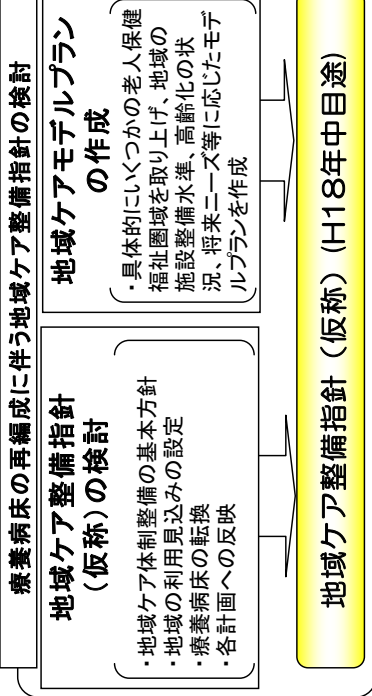 療養病床の再編成に伴う地域ケア整備指針の検討
地域ケア整備指針
（仮称）の検討
・地域ケア体制整備の基本方針
・地域の利用見込みの設定
・療養病床の転換
・各計画への反映
地域ケアモデルプラン
の作成
・具体的にいくつかの老人保健
福祉圏域を取り上げ、地域の
施設整備水準、高齢化の状
況、将来ニーズ等に応じたモデ
ルプランを作成
地域ケア整備指針（仮称）（H18年中目途）